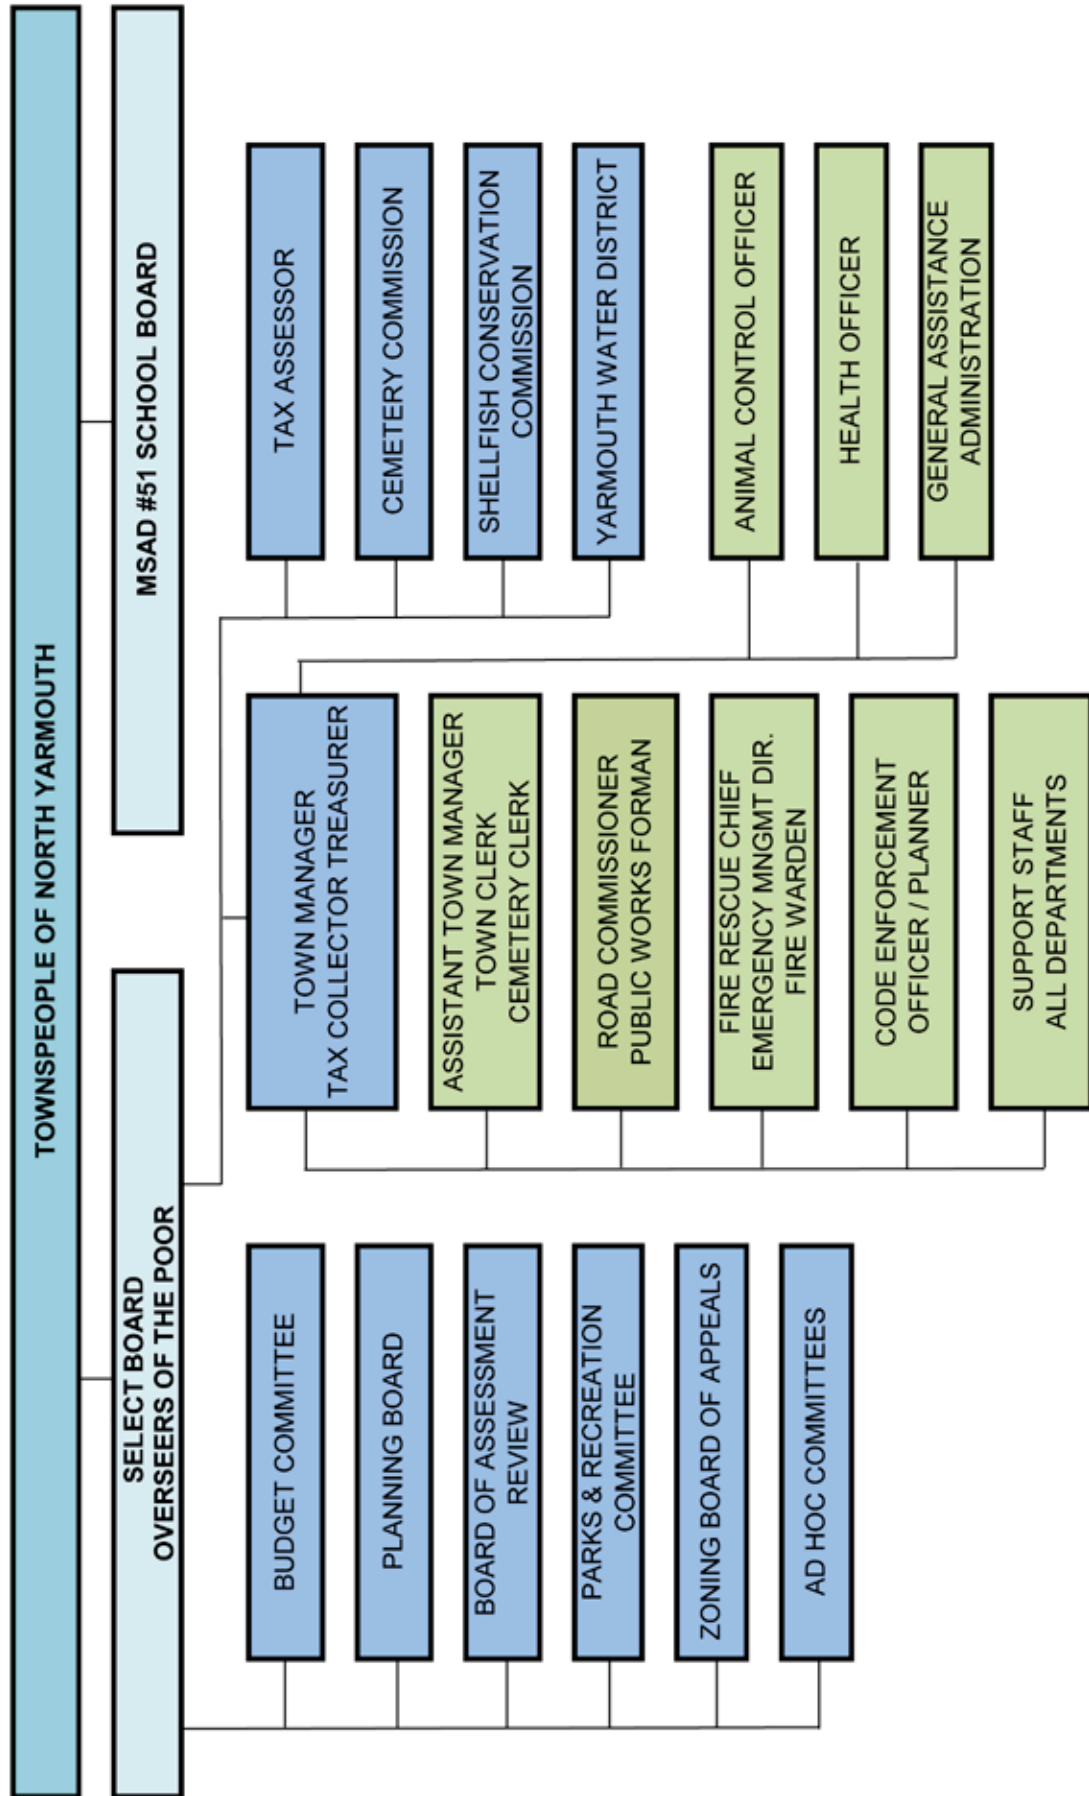 TOWNSPEOPLE OF NORTH YARMOUTH
SELECT BOARD
OVERSEERS OF THE POOR
MSAD #51 SCHOOL BOARD
BUDGET COMMITTEE
PLANNING BOARD
BOARD OF ASSESSMENT
REVIEW
PARKS & RECREATION
COMMITTEE
ZONING BOARD OF APPEALS
AD HOC COMMITTEES
TOWN MANAGER
TAX COLLECTOR TREASURER
ASSISTANT TOWN MANAGER
TOWN CLERK
CEMETERY CLERK
ROAD COMMISSIONER
PUBLIC WORKS FORMAN
FIRE RESCUE CHIEF
EMERGENCY MNGMT DIR.
FIRE WARDEN
CODE ENFORCEMENT
OFFICER / PLANNER
SUPPORT STAFF
ALL DEPARTMENTS
TAX ASSESSOR
CEMETERY COMMISSION
SHELLFISH CONSERVATION
COMMISSION
YARMOUTH WATER DISTRICT
ANIMAL CONTROL OFFICER
HEALTH OFFICER
GENERAL ASSISTANCE
ADMINISTRATION